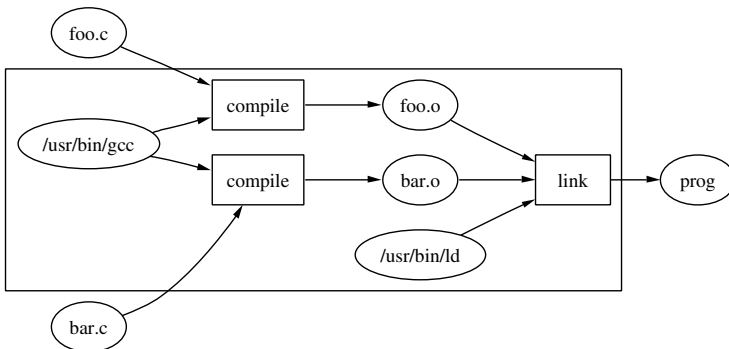 foo.c
compile
foo.o
/usr/bin/gcc
compile
bar.o
link
prog
/usr/bin/ld
bar.c